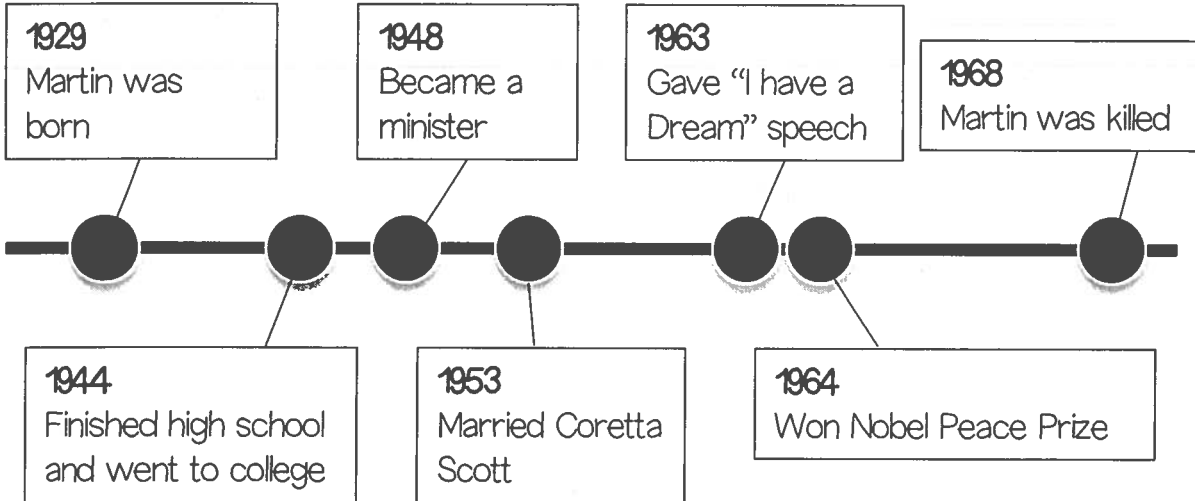 1929
Martin was
born
1948
Became a
minister
1963
Gave “I have a
Dream” speech
1968
Martin was killed
1944
Finished high school
and went to college
1953
Married Coretta
Scott
1964
Won Nobel Peace Prize